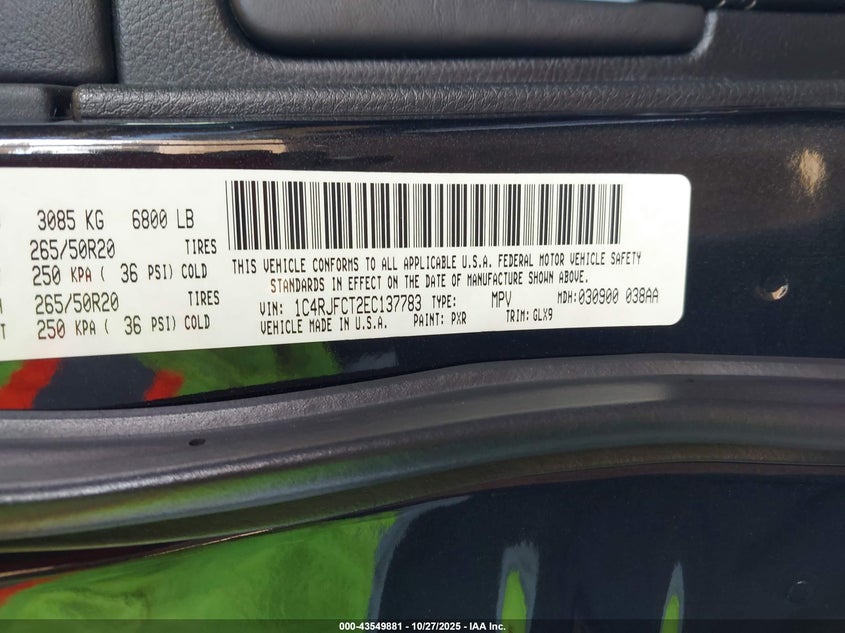 3085 KG 6800 LB
265/50R20 TIRES
250 KPA ( 36 PSI) COLD
265/50R20 TIRES
250 KPA ( 36 PSI) COLD
THIS VEHICLE CONFORMS TO ALL APPLICABLE U.S.A. FEDERAL MOTOR VEHICLE SAFETY
STANDARDS IN EFFECT ON THE DATE OF MANUFACTURE SHOWN ABOVE.
VIN: 1C4RJFCT2EC137783 TYPE: MPV MDH:030900 038AA
VEHICLE MADE IN U.S.A. PAINT: PXR TRIM: GLX9
000-43549881 - 10/27/2025 - IAA Inc.